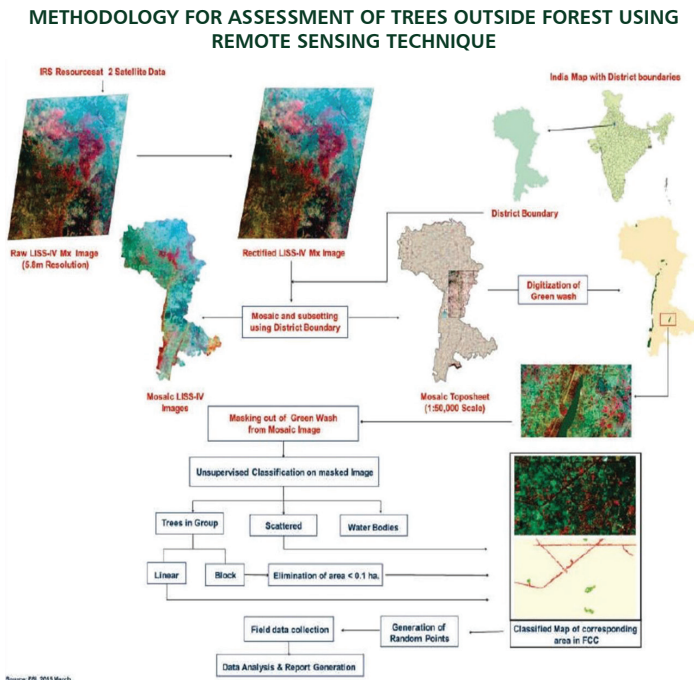 METHODOLOGY FOR ASSESSMENT OF TREES OUTSIDE FOREST USING
REMOTE SENSING TECHNIQUE
IRS Resourcesat 2 Satellite Data
India Map with District boundaries
District Boundary
Raw LISS-IV Mx Image
(5.8m Resolution)
Rectified LISS-IV Mx Image
Digitization of
Green wash
Mosaic and subsetting
using District Boundary
Mosaic LISS-IV
Images
Mosaic Toposheet
(1:50,000 Scale)
Masking out of Green Wash
from Mosaic Image
Unsupervised Classification on masked Image
Trees in Group
Scattered
Water Bodies
Linear
Block
Elimination of area < 0.1 ha.
Field data collection
Generation of
Random Points
Classified Map of corresponding
area in FCC
Data Analysis & Report Generation